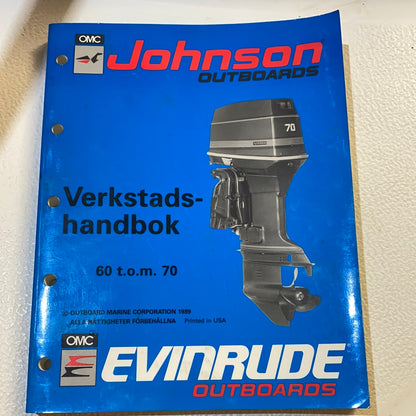 OMC
Johnson
OUTBOARDS
70
Verkstads-
handbok
60 t.o.m. 70
© OUTBOARD MARINE CORPORATION 1989
ALLA RÄTTIGHETER FÖRBEHÅLLNA Printed in USA
OMC
EVINRUDE
OUTBOARDS